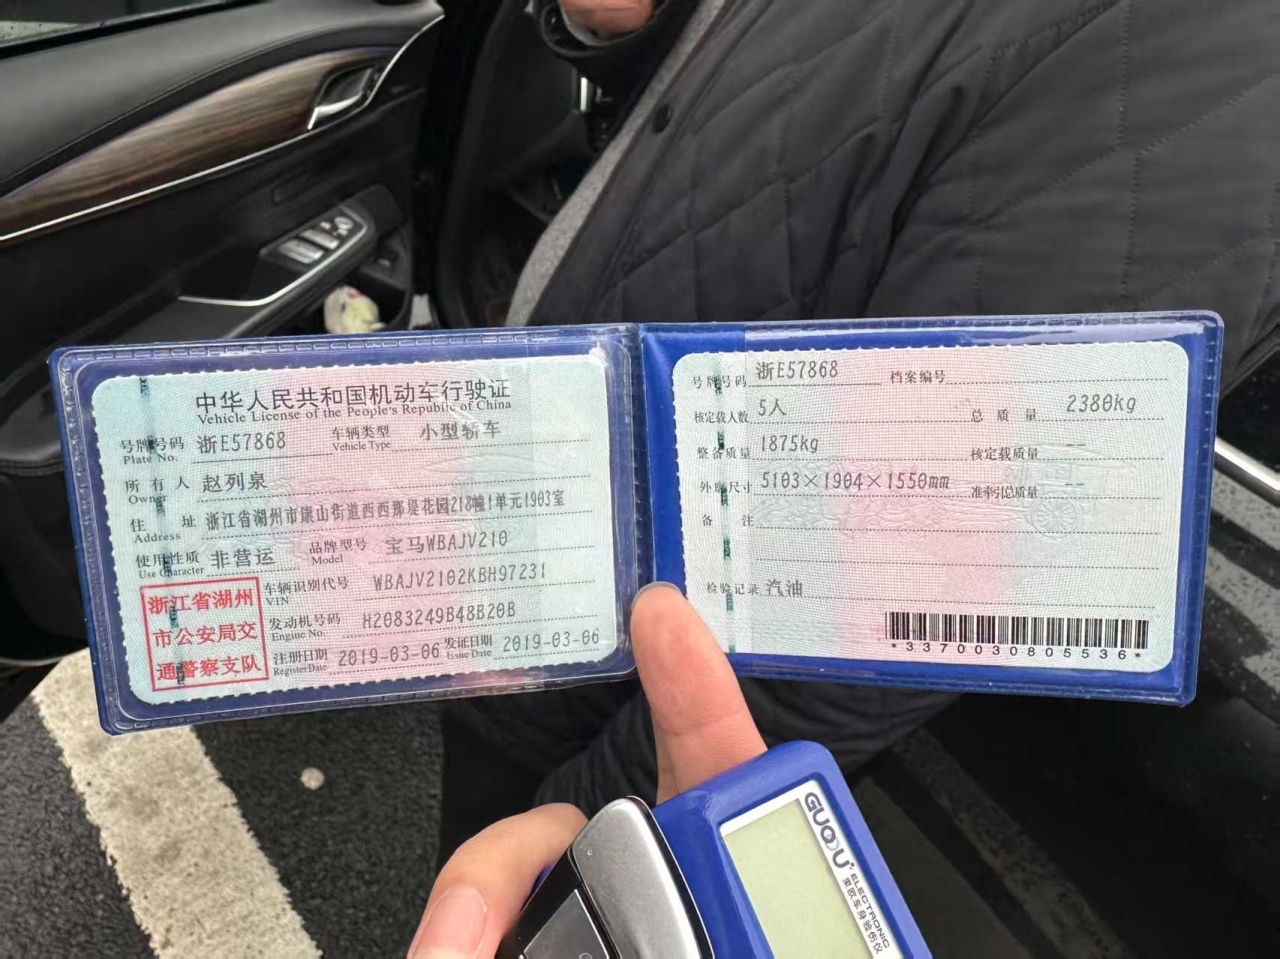 中华人民共和国机动车行驶证
Vehicle License of the People's Republic of China
号牌号码 浙E57868 车辆类型 小型轿车
Plate No. Vehicle Type
所有人 赵列泉
Owner
住址 浙江省湖州市康山街道西西那堤花园218幢1单元1903室
Address
使用性质 非营运 品牌型号 宝马WBAJV210
Use Character Model
浙江省湖州
市公安局交
通警察支队
车辆识别代号 WBAJV2102KBH97231
VIN
发动机号码 H2083249B48B20B
Engine No.
注册日期 2019-03-06 发证日期 2019-03-06
Register Date Issue Date
号牌号码 浙E57868 档案编号
核定载人数 5人 总质量 2380kg
整备质量 1875kg 核定载质量 --
外廓尺寸 5103×1904×1550mm 准牵引总质量 --
备注
检验记录 汽油
*3370030805536*
GUOOU
ELECTRONIC
果欧车身验伤仪